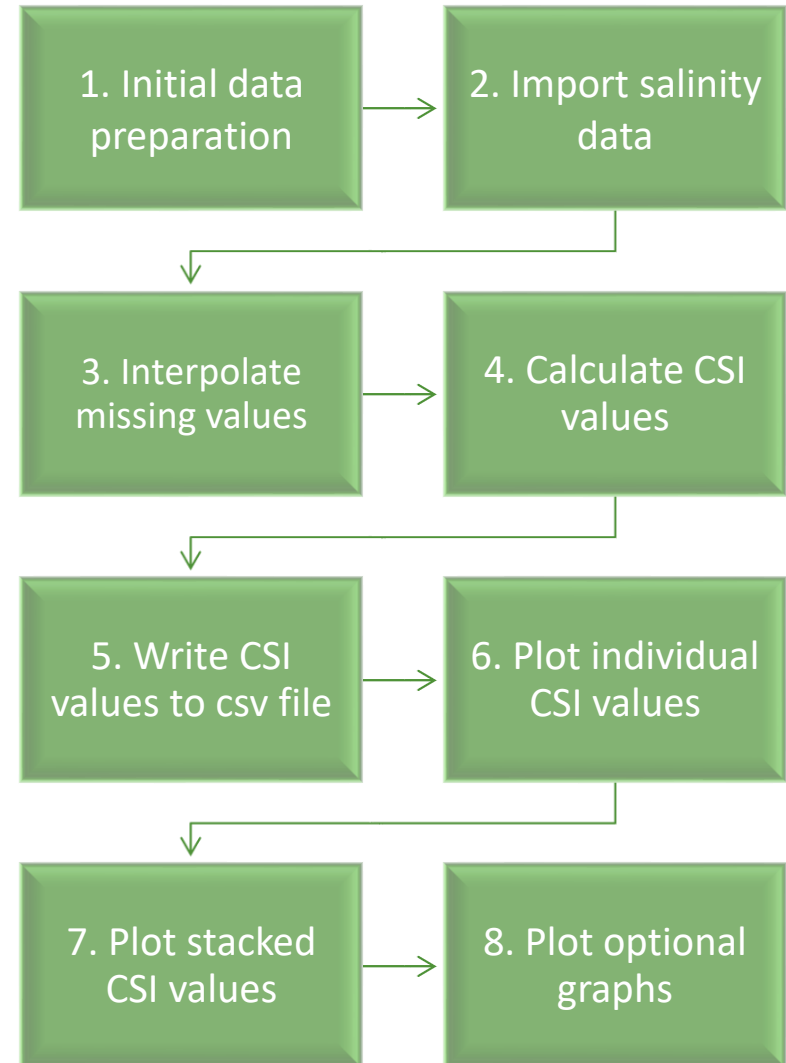 1. Initial data
preparation
2. Import salinity
data
3. Interpolate
missing values
4. Calculate CSI
values
5. Write CSI
values to csv file
6. Plot individual
CSI values
7. Plot stacked
CSI values
8. Plot optional
graphs